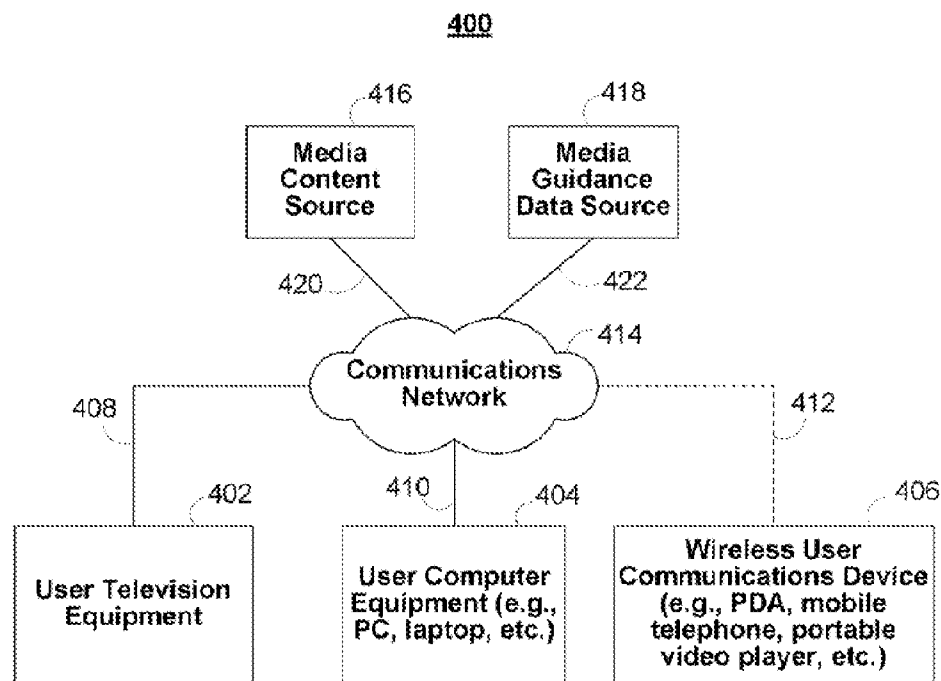 400
416
418
Media
Content
Source
Media
Guidance
Data Source
420
422
414
Communications
Network
408
412
410
402
404
406
User Television
Equipment
User Computer
Equipment (e.g.,
PC, laptop, etc.)
Wireless User
Communications Device
(e.g., PDA, mobile
telephone, portable
video player, etc.)